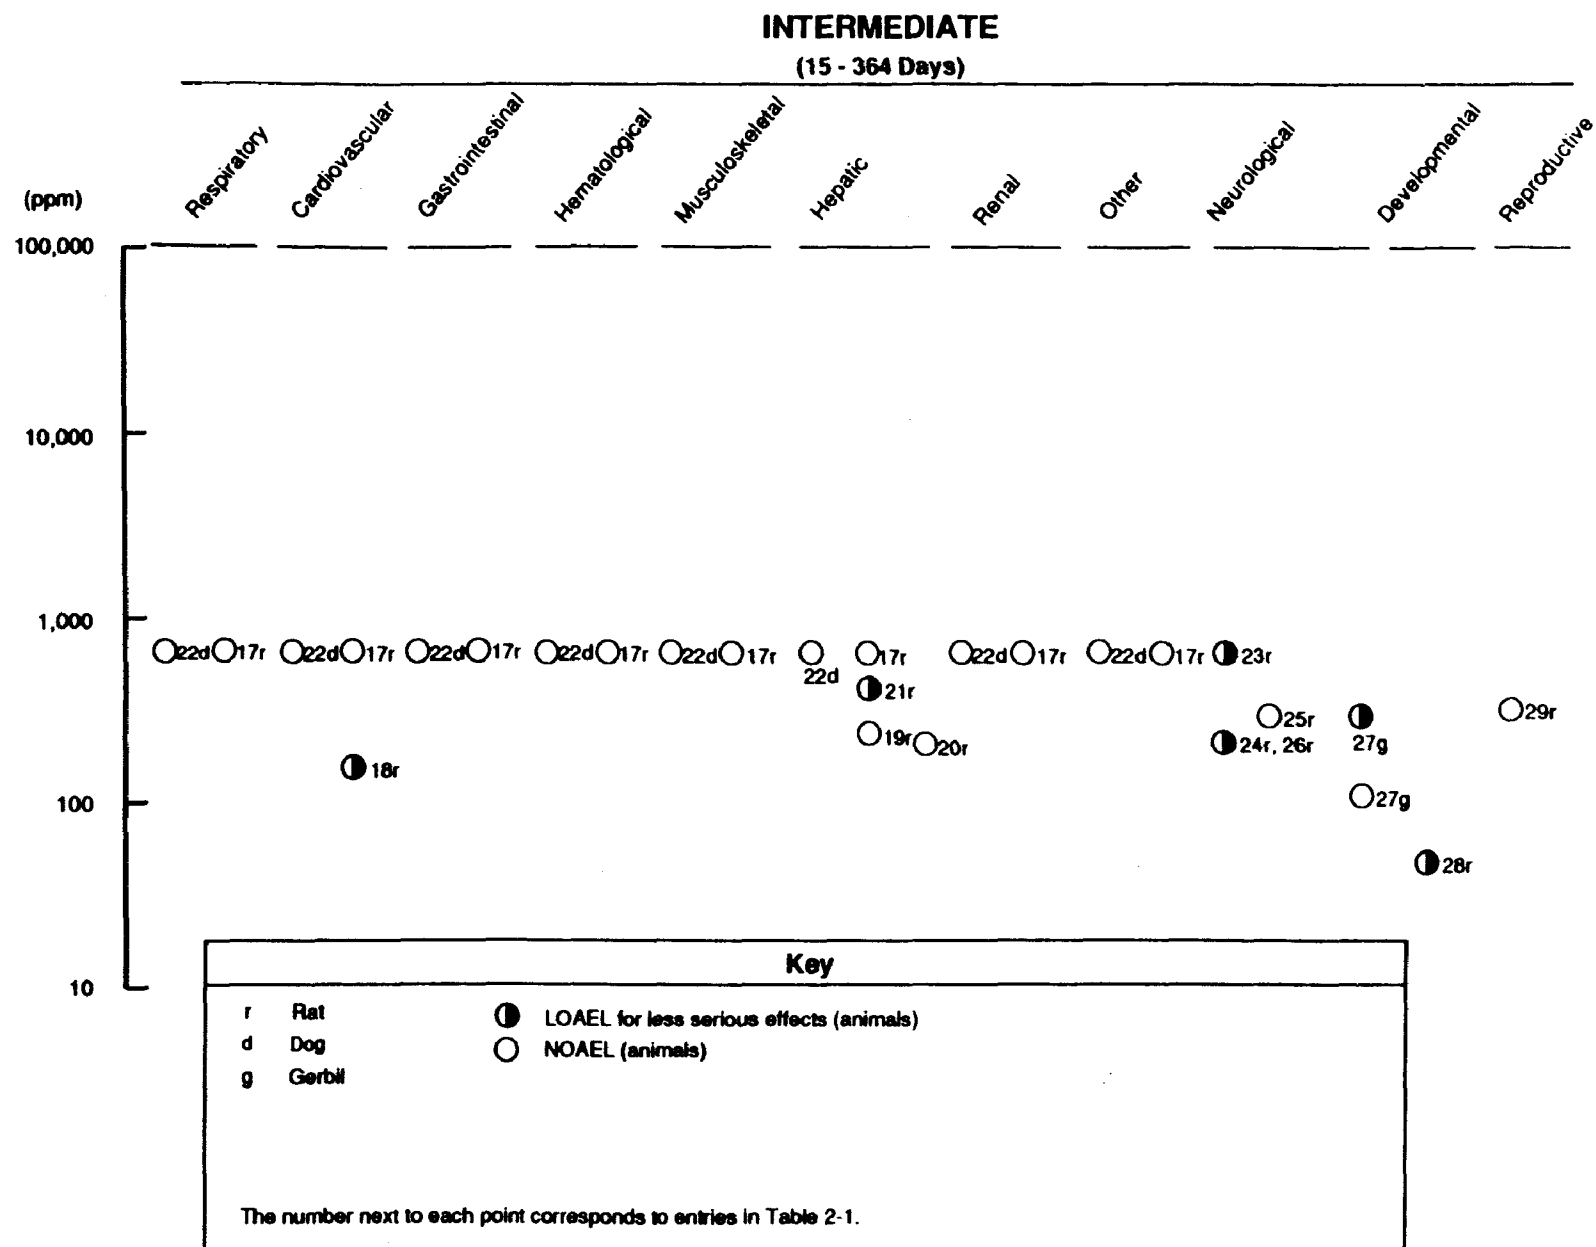 INTERMEDIATE
(15 - 364 Days)
Respiratory
Cardiovascular
Gastrointestinal
Hematological
Musculoskeletal
Hepatic
Renal
Other
Neurological
Developmental
Reproductive
(ppm)
100,000
10,000
1,000
22d 17r 22d 17r 22d 17r 22d 17r 22d 17r 22d 17r 22d 17r 22d 17r 23r
21r
25r 27g 29r
19r 20r 24r, 26r
18r
100
27g
28r
10
Key
r Rat LOAEL for less serious effects (animals)
d Dog NOAEL (animals)
g Gerbil
The number next to each point corresponds to entries in Table 2-1.